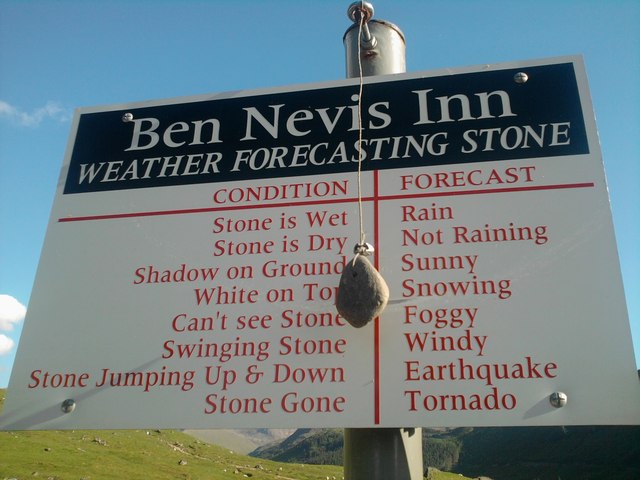 Ben Nevis Inn
WEATHER FORECASTING STONE
CONDITION FORECAST
Stone is Wet Rain
Stone is Dry Not Raining
Shadow on Ground Sunny
White on Top Snowing
Can't see Stone Foggy
Swinging Stone Windy
Stone Jumping Up & Down Earthquake
Stone Gone Tornado